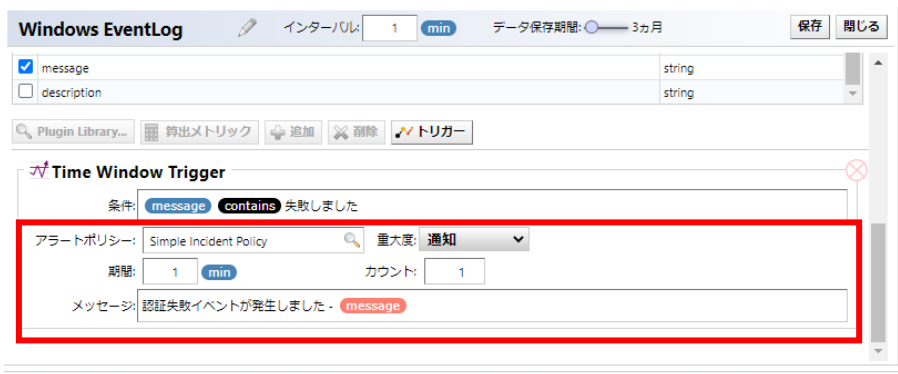 Windows EventLog インターバル: 1 min データ保存期間: 3ヵ月 保存 閉じる
message string
description string
Plugin Library... 算出メトリック 追加 削除 トリガー
Time Window Trigger
条件: message contains 失敗しました
アラートポリシー: Simple Incident Policy 重大度: 通知
期間: 1 min カウント: 1
メッセージ: 認証失敗イベントが発生しました - message